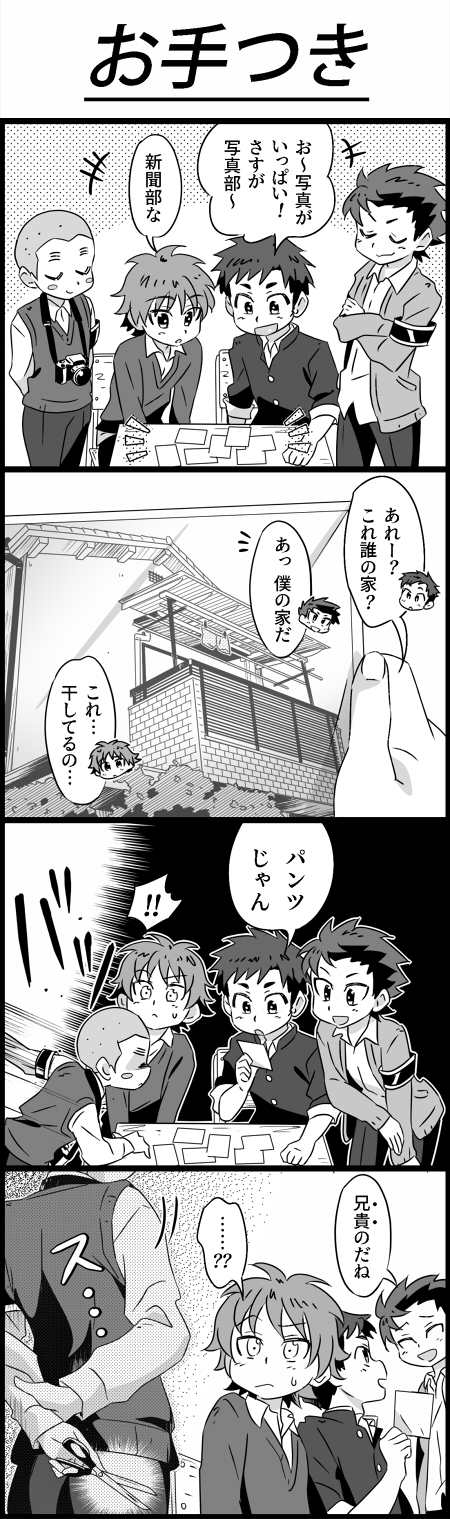 お手つき
お〜写真が
いっぱい！
さすが
写真部〜
新聞部な
あれー？
これ誰の家？
あっ 僕の家だ
これ…
干してるの…
パンツ
じゃん
!!
兄貴のだね
……??
ス…